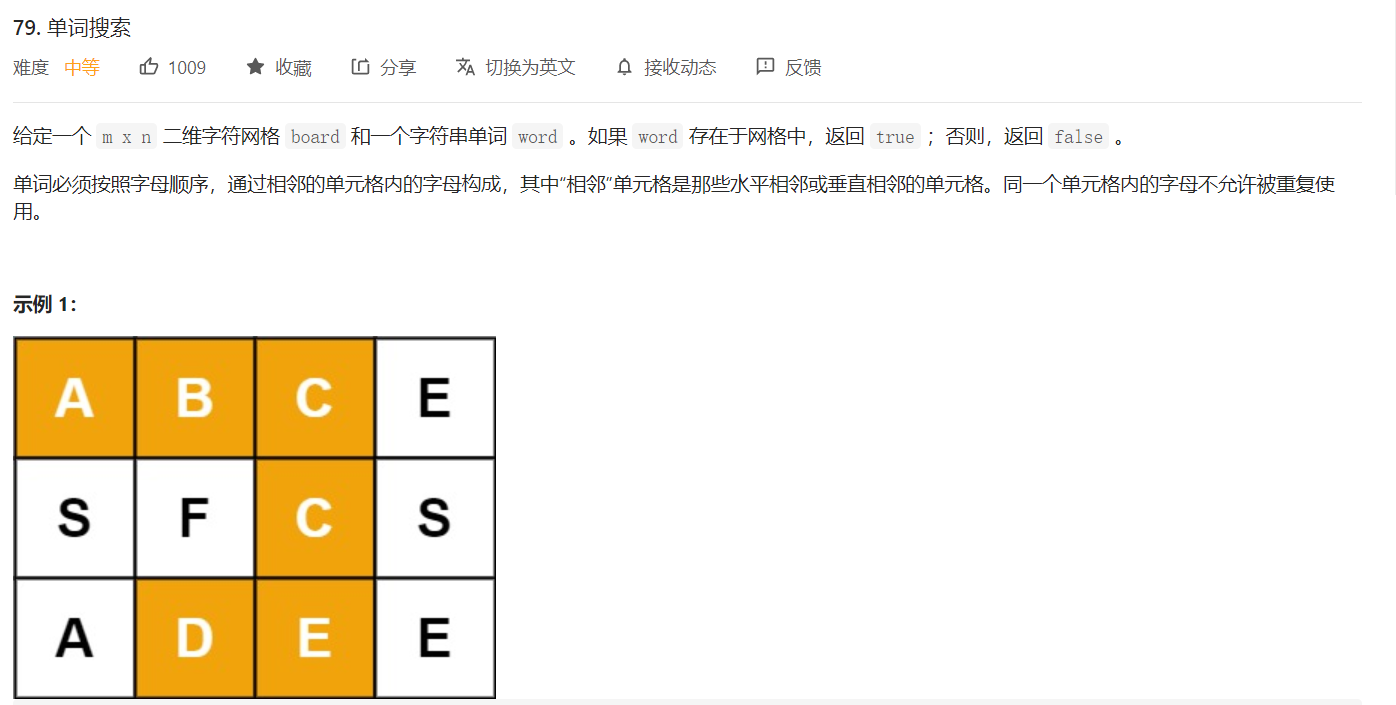 79. 单词搜索
难度 中等 1009 收藏 分享 切换为英文 接收动态 反馈
给定一个 m x n 二维字符网格 board 和一个字符串单词 word 。如果 word 存在于网格中，返回 true ；否则，返回 false 。
单词必须按照字母顺序，通过相邻的单元格内的字母构成，其中“相邻”单元格是那些水平相邻或垂直相邻的单元格。同一个单元格内的字母不允许被重复使
用。
示例 1：
A B C E
S F C S
A D E E